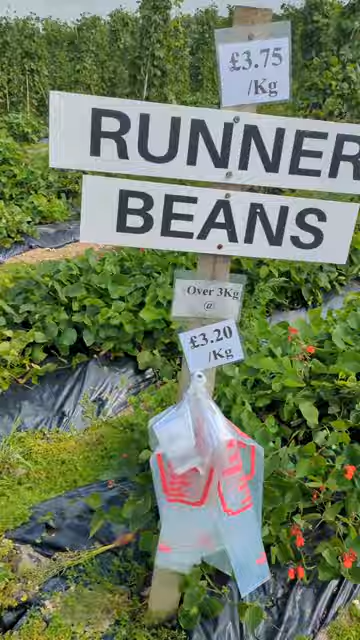 £3.75
/Kg
RUNNER
BEANS
Over 3Kg
@
£3.20
/Kg